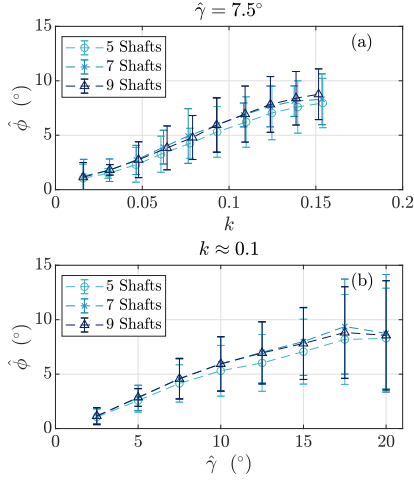 γ̂ = 7.5°
(a)
5 Shafts
7 Shafts
9 Shafts
15
10
5
0
φ̂ (°)
0 0.05 0.1 0.15 0.2
k
k ≈ 0.1
(b)
5 Shafts
7 Shafts
9 Shafts
15
10
5
0
φ̂ (°)
0 5 10 15 20
γ̂ (°)